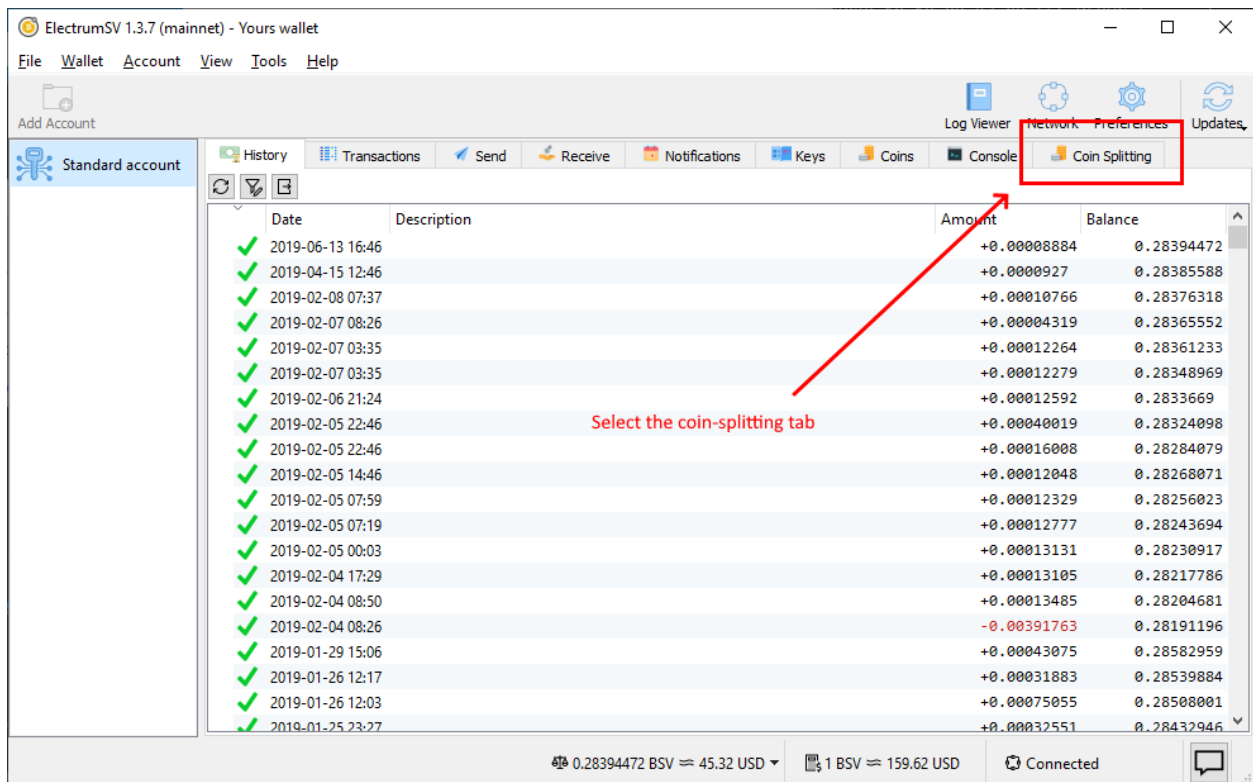 ElectrumSV 1.3.7 (mainnet) - Yours wallet
File Wallet Account View Tools Help
Add Account
Log Viewer Network Preferences Updates
Standard account
History Transactions Send Receive Notifications Keys Coins Console Coin Splitting
Date Description Amount Balance
2019-06-13 16:46 +0.00008884 0.28394472
2019-04-15 12:46 +0.0000927 0.28385588
2019-02-08 07:37 +0.00010766 0.28376318
2019-02-07 08:26 +0.00004319 0.28365552
2019-02-07 03:35 +0.00012264 0.28361233
2019-02-07 03:35 +0.00012279 0.28348969
2019-02-06 21:24 +0.00012592 0.2833669
2019-02-05 22:46 +0.00040019 0.28324098
Select the coin-splitting tab
2019-02-05 22:46 +0.00016008 0.28284079
2019-02-05 14:46 +0.00012048 0.28268071
2019-02-05 07:59 +0.00012329 0.28256023
2019-02-05 07:19 +0.00012777 0.28243694
2019-02-05 00:03 +0.00013131 0.28230917
2019-02-04 17:29 +0.00013105 0.28217786
2019-02-04 08:50 +0.00013485 0.28204681
2019-02-04 08:26 -0.00391763 0.28191196
2019-01-29 15:06 +0.00043075 0.28582959
2019-01-26 12:17 +0.00031883 0.28539884
2019-01-26 12:03 +0.00075055 0.28508001
2019-01-25 23:27 +0.00032551 0.28432946
0.28394472 BSV ≈ 45.32 USD 1 BSV ≈ 159.62 USD Connected